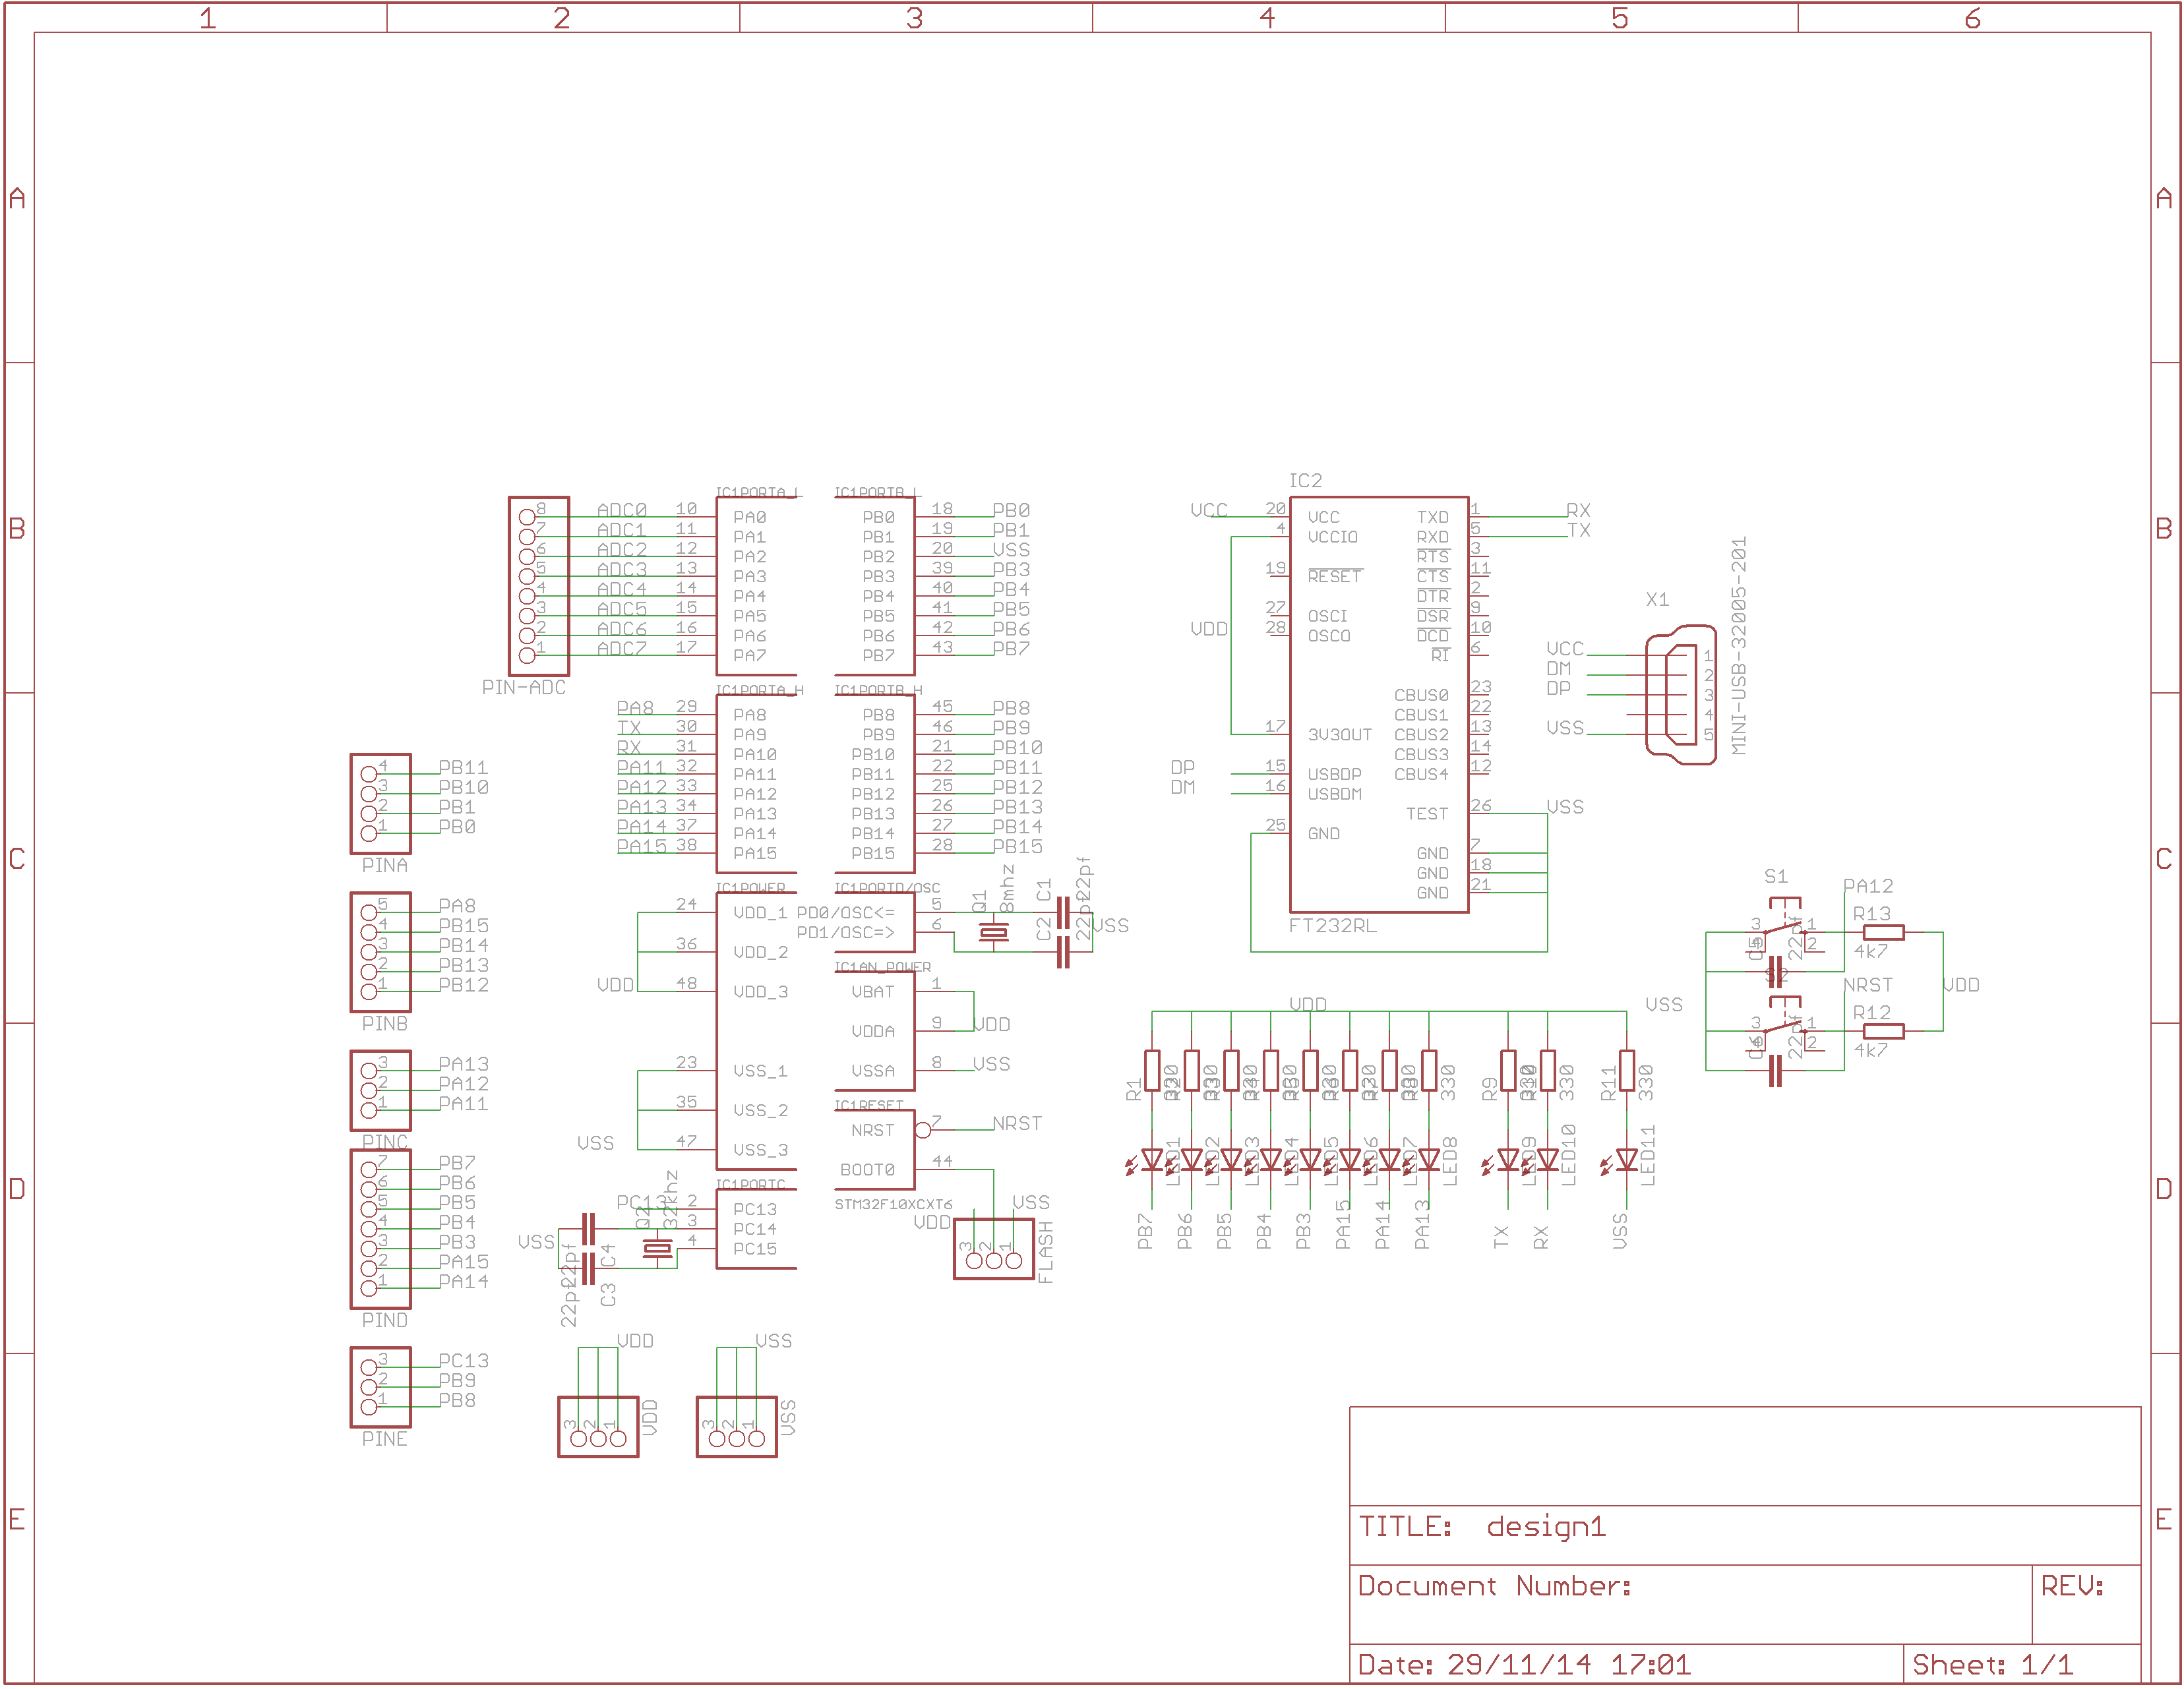 1 2 3 4 5 6
A A
B B
C C
D D
E E
PIN-ADC
8 ADC0 10 PA0
7 ADC1 11 PA1
6 ADC2 12 PA2
5 ADC3 13 PA3
4 ADC4 14 PA4
3 ADC5 15 PA5
2 ADC6 16 PA6
1 ADC7 17 PA7
IC1PORTA_L
IC1PORTB_L
PB0 18 PB0
PB1 19 PB1
PB2 20 VSS
PB3 39 PB3
PB4 40 PB4
PB5 41 PB5
PB6 42 PB6
PB7 43 PB7
IC1PORTA_H
PA8 29 PA8
TX 30 PA9
RX 31 PA10
PA11 32 PA11
PA12 33 PA12
PA13 34 PA13
PA14 37 PA14
PA15 38 PA15
IC1PORTB_H
PB8 45 PB8
PB9 46 PB9
PB10 21 PB10
PB11 22 PB11
PB12 25 PB12
PB13 26 PB13
PB14 27 PB14
PB15 28 PB15
4 PB11
3 PB10
2 PB1
1 PB0
PINA
5 PA8
4 PB15
3 PB14
2 PB13
1 PB12
PINB
3 PA13
2 PA12
1 PA11
PINC
7 PB7
6 PB6
5 PB5
4 PB4
3 PB3
2 PA15
1 PA14
PIND
3 PC13
2 PB9
1 PB8
PINE
IC1POWER
24 VDD_1
36 VDD_2
VDD 48 VDD_3
23 VSS_1
35 VSS_2
VSS 47 VSS_3
IC1PORTD/OSC
PD0/OSC<= 5
PD1/OSC=> 6
Q1 8mhz
C1 22pf
C2 22pf
VSS
IC1AN_POWER
VBAT 1
VDDA 9 VDD
VSSA 8 VSS
IC1RESET
NRST 7 NRST
BOOT0 44
STM32F10XCXT6
IC1PORTC
PC13 2 PC13
3 PC14
4 PC15
Q2 32khz
VSS
C4 22pf
C3 22pf
VDD VSS
3 2 1
FLASH
VDD
3 2 1
VDD
VSS
3 2 1
VSS
IC2
VCC 20 VCC
4 VCCIO
19 RESET
27 OSCI
VDD 28 OSCO
17 3V3OUT
DP 15 USBDP
DM 16 USBDM
25 GND
TXD 1 RX
RXD 5 TX
RTS 3
CTS 11
DTR 2
DSR 9
DCD 10
RI 6
CBUS0 23
CBUS1 22
CBUS2 13
CBUS3 14
CBUS4 12
TEST 26 VSS
GND 7
GND 18
GND 21
FT232RL
X1
VCC 1
DM 2
DP 3
4
VSS 5
MINI-USB-32005-201
VDD
R1 R9 R11
330 330 330
LED1 LED2 LED3 LED4 LED5 LED6 LED7 LED8 LED9 LED10 LED11
PB7 PB6 PB5 PB4 PB3 PA15 PA14 PA13 TX RX VSS
S1 PA12
3 1 R13
2 4k7
22pf
VSS
S2 NRST VDD
3 1 R12
2 4k7
22pf
TITLE: design1
Document Number:
REV:
Date: 29/11/14 17:01
Sheet: 1/1